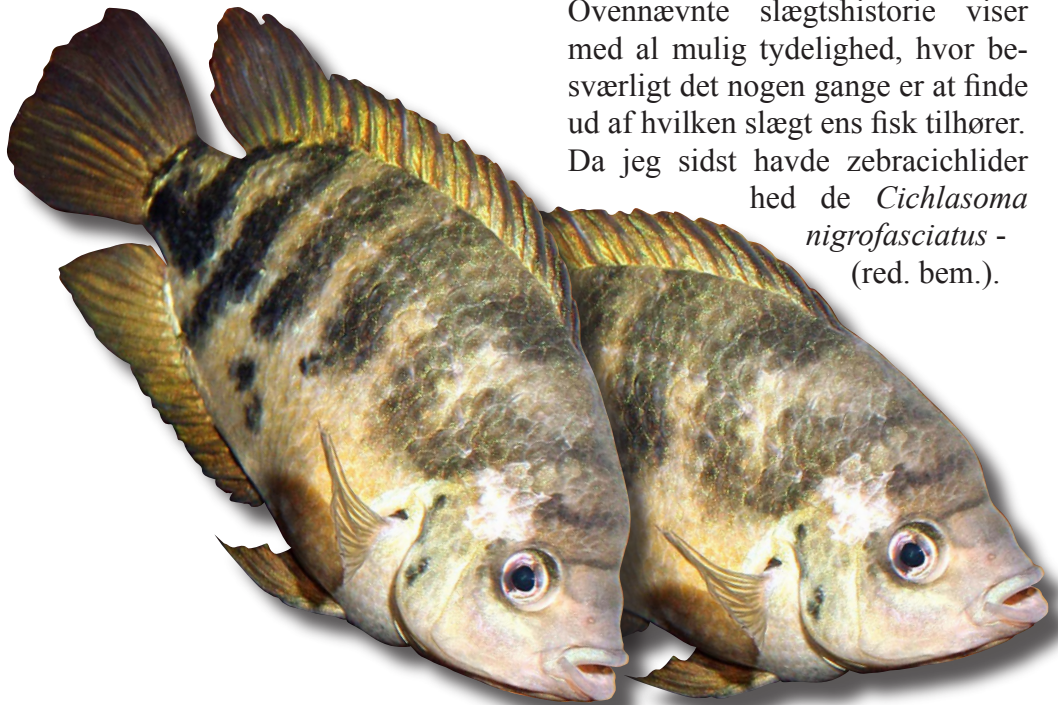 Ovennævnte slægtshistorie viser
med al mulig tydelighed, hvor be-
sværligt det nogen gange er at finde
ud af hvilken slægt ens fisk tilhører.
Da jeg sidst havde zebracichlider
hed de Cichlasoma
nigrofasciatus -
(red. bem.).